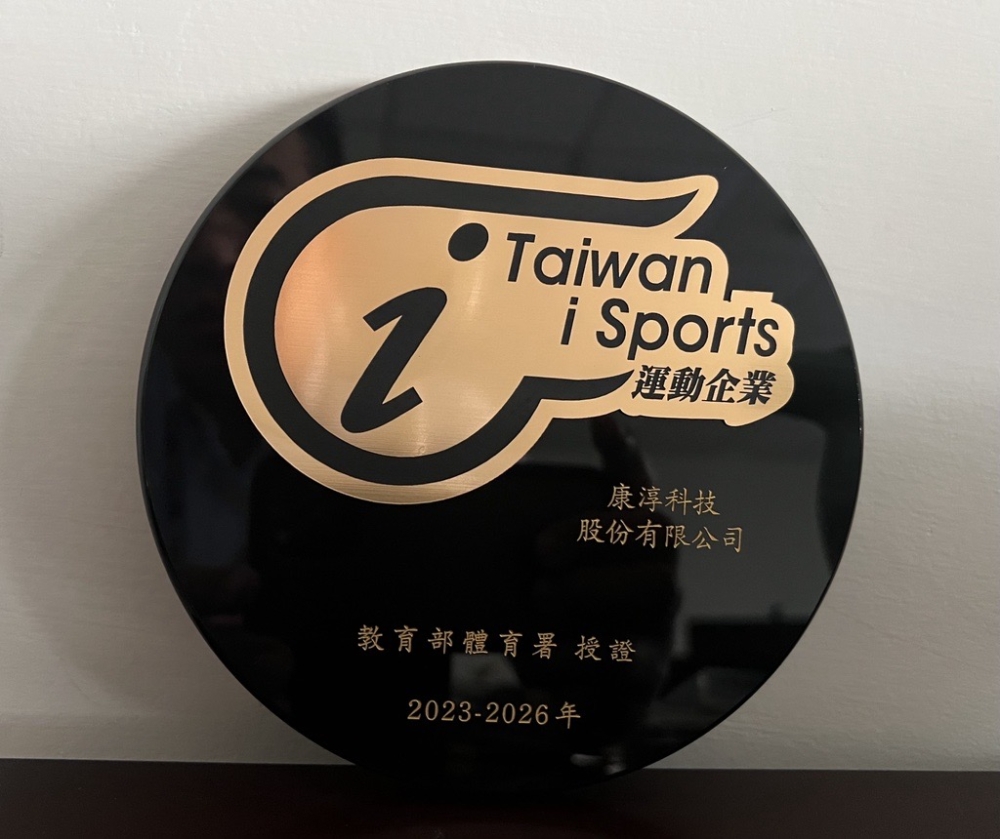 i
Taiwan
i Sports
運動企業
康淳科技
股份有限公司
教育部體育署 授證
2023-2026年